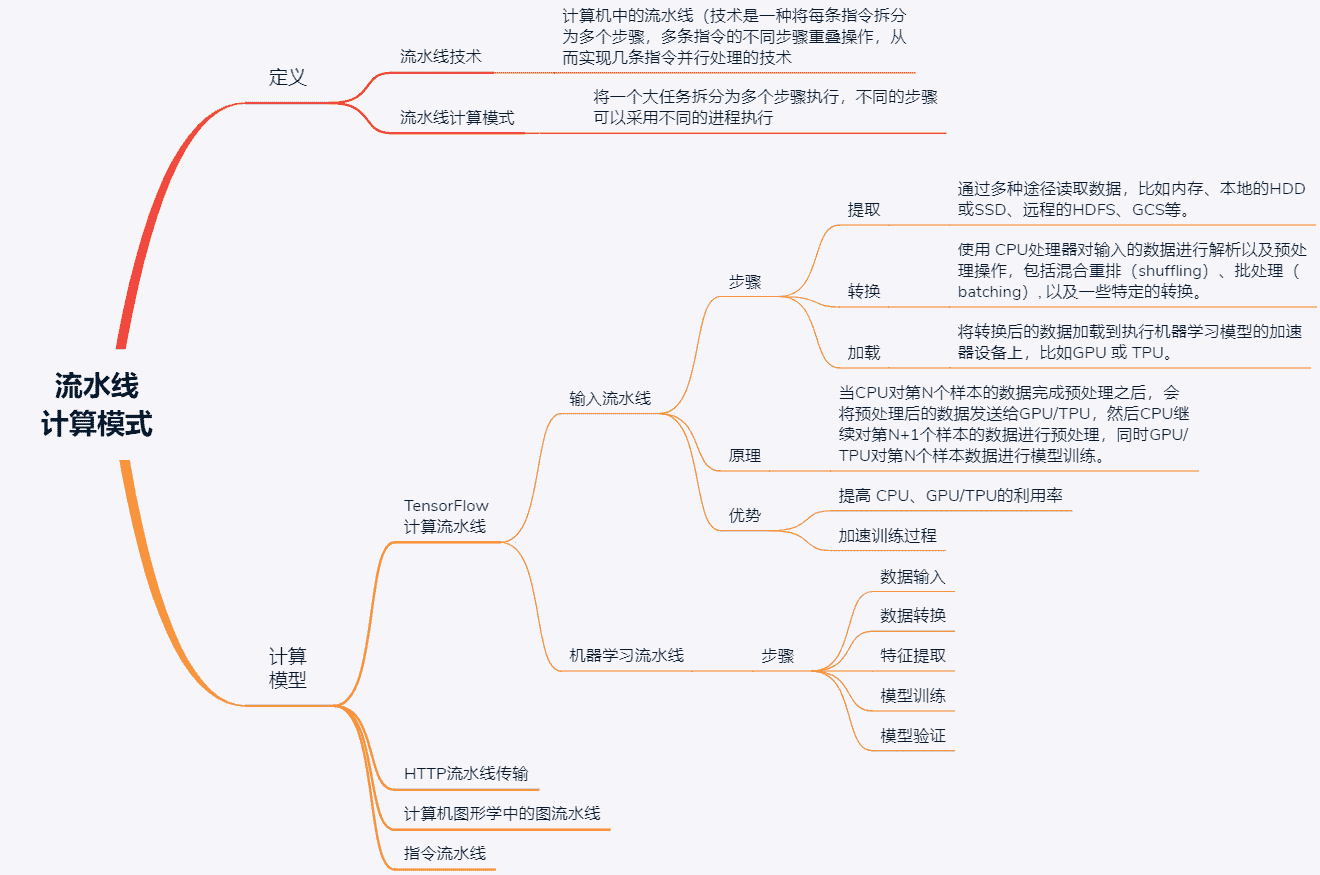 流水线
计算模式
定义
流水线技术
计算机中的流水线（技术是一种将每条指令拆分
为多个步骤，多条指令的不同步骤重叠操作，从
而实现几条指令并行处理的技术
流水线计算模式
将一个大任务拆分为多个步骤执行，不同的步骤
可以采用不同的进程执行
计算
模型
TensorFlow
计算流水线
输入流水线
步骤
提取
通过多种途径读取数据，比如内存、本地的HDD
或SSD、远程的HDFS、GCS等。
转换
使用 CPU处理器对输入的数据进行解析以及预处
理操作，包括混合重排（shuffling）、批处理（
batching）, 以及一些特定的转换。
加载
将转换后的数据加载到执行机器学习模型的加速
器设备上，比如GPU 或 TPU。
原理
当CPU对第N个样本的数据完成预处理之后，会
将预处理后的数据发送给GPU/TPU，然后CPU继
续对第N+1个样本的数据进行预处理，同时GPU/
TPU对第N个样本数据进行模型训练。
优势
提高 CPU、GPU/TPU的利用率
加速训练过程
机器学习流水线
步骤
数据输入
数据转换
特征提取
模型训练
模型验证
HTTP流水线传输
计算机图形学中的图流水线
指令流水线